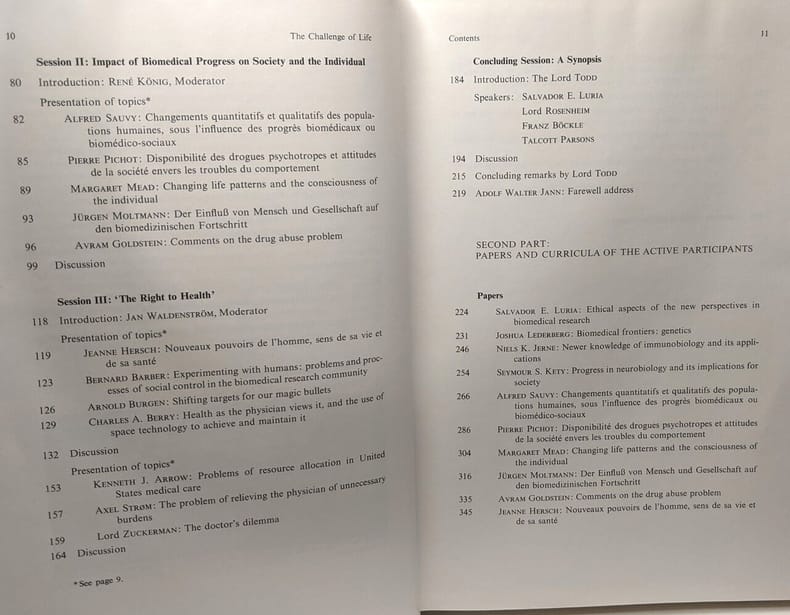 10 The Challenge of Life
Session II: Impact of Biomedical Progress on Society and the Individual
80 Introduction: RENÉ KÖNIG, Moderator
Presentation of topics*
82 ALFRED SAUVY: Changements quantitatifs et qualitatifs des popula-
tions humaines, sous l'influence des progrès biomédicaux ou
biomédico-sociaux
85 PIERRE PICHOT: Disponibilité des drogues psychotropes et attitudes
de la société envers les troubles du comportement
89 MARGARET MEAD: Changing life patterns and the consciousness of
the individual
93 JÜRGEN MOLTMANN: Der Einfluß von Mensch und Gesellschaft auf
den biomedizinischen Fortschritt
96 AVRAM GOLDSTEIN: Comments on the drug abuse problem
99 Discussion
Session III: 'The Right to Health'
118 Introduction: JAN WALDENSTRÖM, Moderator
Presentation of topics*
119 JEANNE HERSCH: Nouveaux pouvoirs de l'homme, sens de sa vie et
de sa santé
123 BERNARD BARBER: Experimenting with humans: problems and proc-
esses of social control in the biomedical research community
126 ARNOLD BURGEN: Shifting targets for our magic bullets
129 CHARLES A. BERRY: Health as the physician views it, and the use of
space technology to achieve and maintain it
132 Discussion
Presentation of topics*
153 KENNETH J. ARROW: Problems of resource allocation in United
States medical care
157 AXEL STRØM: The problem of relieving the physician of unnecessary
burdens
159 Lord ZUCKERMAN: The doctor's dilemma
164 Discussion
*See page 9.
Contents 11
Concluding Session: A Synopsis
184 Introduction: The Lord TODD
Speakers: SALVADOR E. LURIA
Lord ROSENHEIM
FRANZ BÖCKLE
TALCOTT PARSONS
194 Discussion
215 Concluding remarks by Lord TODD
219 ADOLF WALTER JANN: Farewell address
SECOND PART:
PAPERS AND CURRICULA OF THE ACTIVE PARTICIPANTS
Papers
224 SALVADOR E. LURIA: Ethical aspects of the new perspectives in
biomedical research
231 JOSHUA LEDERBERG: Biomedical frontiers: genetics
246 NIELS K. JERNE: Newer knowledge of immunobiology and its appli-
cations
254 SEYMOUR S. KETY: Progress in neurobiology and its implications for
society
266 ALFRED SAUVY: Changements quantitatifs et qualitatifs des popula-
tions humaines, sous l'influence des progrès biomédicaux ou
biomédico-sociaux
286 PIERRE PICHOT: Disponibilité des drogues psychotropes et attitudes
de la société envers les troubles du comportement
304 MARGARET MEAD: Changing life patterns and the consciousness of
the individual
316 JÜRGEN MOLTMANN: Der Einfluß von Mensch und Gesellschaft auf
den biomedizinischen Fortschritt
335 AVRAM GOLDSTEIN: Comments on the drug abuse problem
345 JEANNE HERSCH: Nouveaux pouvoirs de l'homme, sens de sa vie et
de sa santé